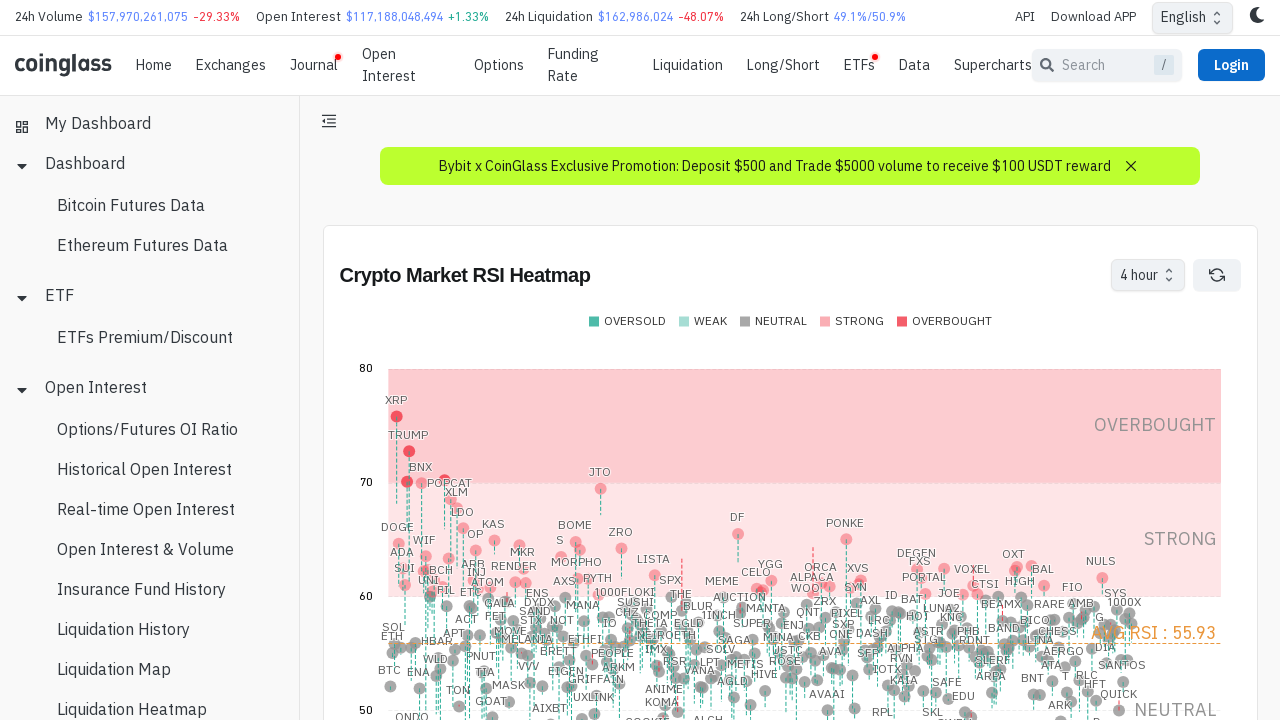 24h Volume $157,970,261,075 -29.33% Open Interest $117,188,048,494 +1.33% 24h Liquidation $162,986,024 -48.07% 24h Long/Short 49.1%/50.9% API Download APP English
coinglass Home Exchanges Journal Open Interest Options Funding Rate Liquidation Long/Short ETFs Data Supercharts Search / Login
My Dashboard
Dashboard
Bitcoin Futures Data
Ethereum Futures Data
ETF
ETFs Premium/Discount
Open Interest
Options/Futures OI Ratio
Historical Open Interest
Real-time Open Interest
Open Interest & Volume
Insurance Fund History
Liquidation History
Liquidation Map
Liquidation Heatmap
Bybit x CoinGlass Exclusive Promotion: Deposit $500 and Trade $5000 volume to receive $100 USDT reward
Crypto Market RSI Heatmap
4 hour
OVERSOLD WEAK NEUTRAL STRONG OVERBOUGHT
80
XRP
OVERBOUGHT
TRUMP
BNX
JTO
70
POPCAT
XLM
LDO
DF
DOGE KAS BOME PONKE
WIF OP S ZRO
STRONG
ADA MKR LISTA DEGEN OXT
SUI BCH ARB RENDER MORPHO YGG ORCA XVS FXS VOXEL BAL NULS
UNI INJ ATOM AXS PYTH SPX MEME CELO ALPACA PORTAL CTSI HIGH
60
FIL ETC 1000FLOKI THE WOO SYN JOE FIO SYS
GALA DYDX MANA SUSHI BLUR AUCTION MANTA ZRX AXL ID BAT LUNA2 BEAMX RARE AMB 1000X
ACT FET SAND STX NOT IO CHZ COMP 1INCH ONT PIXEL LRC KNC BICO
SOL APT MOVE THETA EGLD SUPER ENJ SXP DASH ASTR PHB BAND CHESS
AVG RSI : 55.93
ETH HBAR ETHFI NEIROETH SAGA MINA CKB ONE RDNT LINA
WLD PNUT BRETT PEOPLE IMX SOLV USTC AVA ALPHA AERGO DIA
BTC ENA TIA VVV EIGEN ARKM RSR LPT METIS ROSE SFP RVN SLERF ATA SANTOS
MASK GRIFFAIN VANA AGLD HIVE IOTX KAIA ARPA BNT T RLC
TON GOAT AIXBT ANIME AVAAI SAFE EDU HFT QUICK
ONDO KOMA RPL SKL ARK
50
NEUTRAL